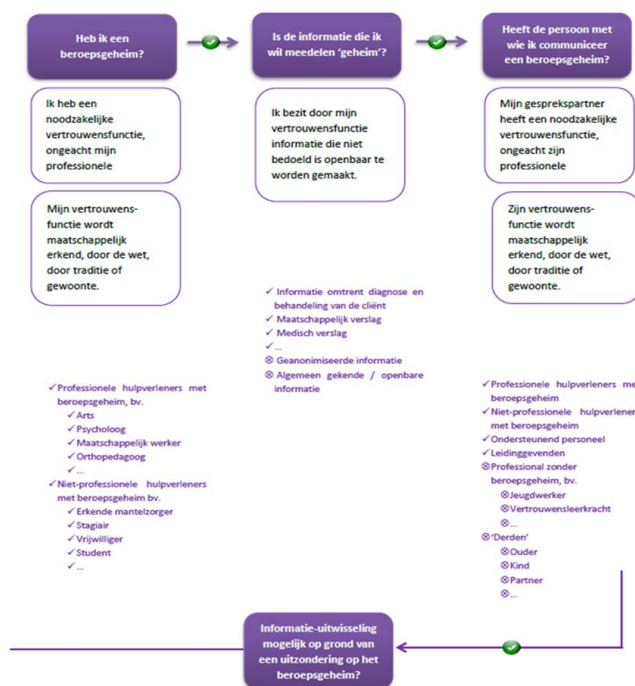 Heb ik een
beroepsgeheim?
Is de informatie die ik
wil meedelen ‘geheim’?
Heeft de persoon met
wie ik communiceer
een beroepsgeheim?
Ik heb een
noodzakelijke
vertrouwensfunctie,
ongeacht mijn
professionele
Mijn vertrouwens-
functie wordt
maatschappelijk
erkend, door de wet,
door traditie of
gewoonte.
✓ Professionele hulpverleners met
beroepsgeheim, bv.
✓ Arts
✓ Psycholoog
✓ Maatschappelijk werker
✓ Orthopedagoog
✓ ...
✓ Niet-professionele hulpverleners
met beroepsgeheim bv.
✓ Erkende mantelzorger
✓ Stagiair
✓ Vrijwilliger
✓ Student
✓ ...
Ik bezit door mijn
vertrouwensfunctie
informatie die niet
bedoeld is openbaar te
worden gemaakt.
✓ Informatie omtrent diagnose en
behandeling van de cliënt
✓ Maatschappelijk verslag
✓ Medisch verslag
✓ ...
⊗ Geanonimiseerde informatie
⊗ Algemeen gekende / openbare
informatie
Mijn gesprekspartner
heeft een noodzakelijke
vertrouwensfunctie,
ongeacht zijn
professionele
Zijn vertrouwens-
functie wordt
maatschappelijk
erkend, door de wet,
door traditie of
gewoonte.
✓ Professionele hulpverleners me
beroepsgeheim
✓ Niet-professionele hulpverleners
met beroepsgeheim
✓ Ondersteunend personeel
✓ Leidinggevenden
⊗ Professional zonder
beroepsgeheim, bv.
⊗ Jeugdwerker
⊗ Vertrouwensleerkracht
⊗ ...
⊗ ‘Derden’
⊗ Ouder
⊗ Kind
⊗ Partner
⊗ ...
Informatie-uitwisseling
mogelijk op grond van
een uitzondering op het
beroepsgeheim?